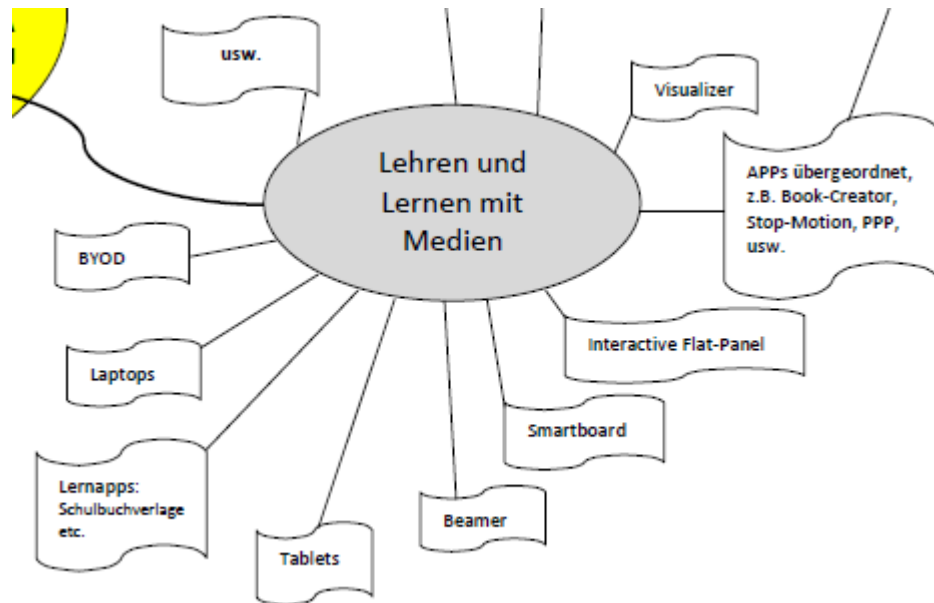 usw.
Visualizer
Lehren und
Lernen mit
Medien
APPs übergeordnet,
z.B. Book-Creator,
Stop-Motion, PPP,
usw.
BYOD
Interactive Flat-Panel
Laptops
Smartboard
Lernapps:
Schulbuchverlage
etc.
Beamer
Tablets